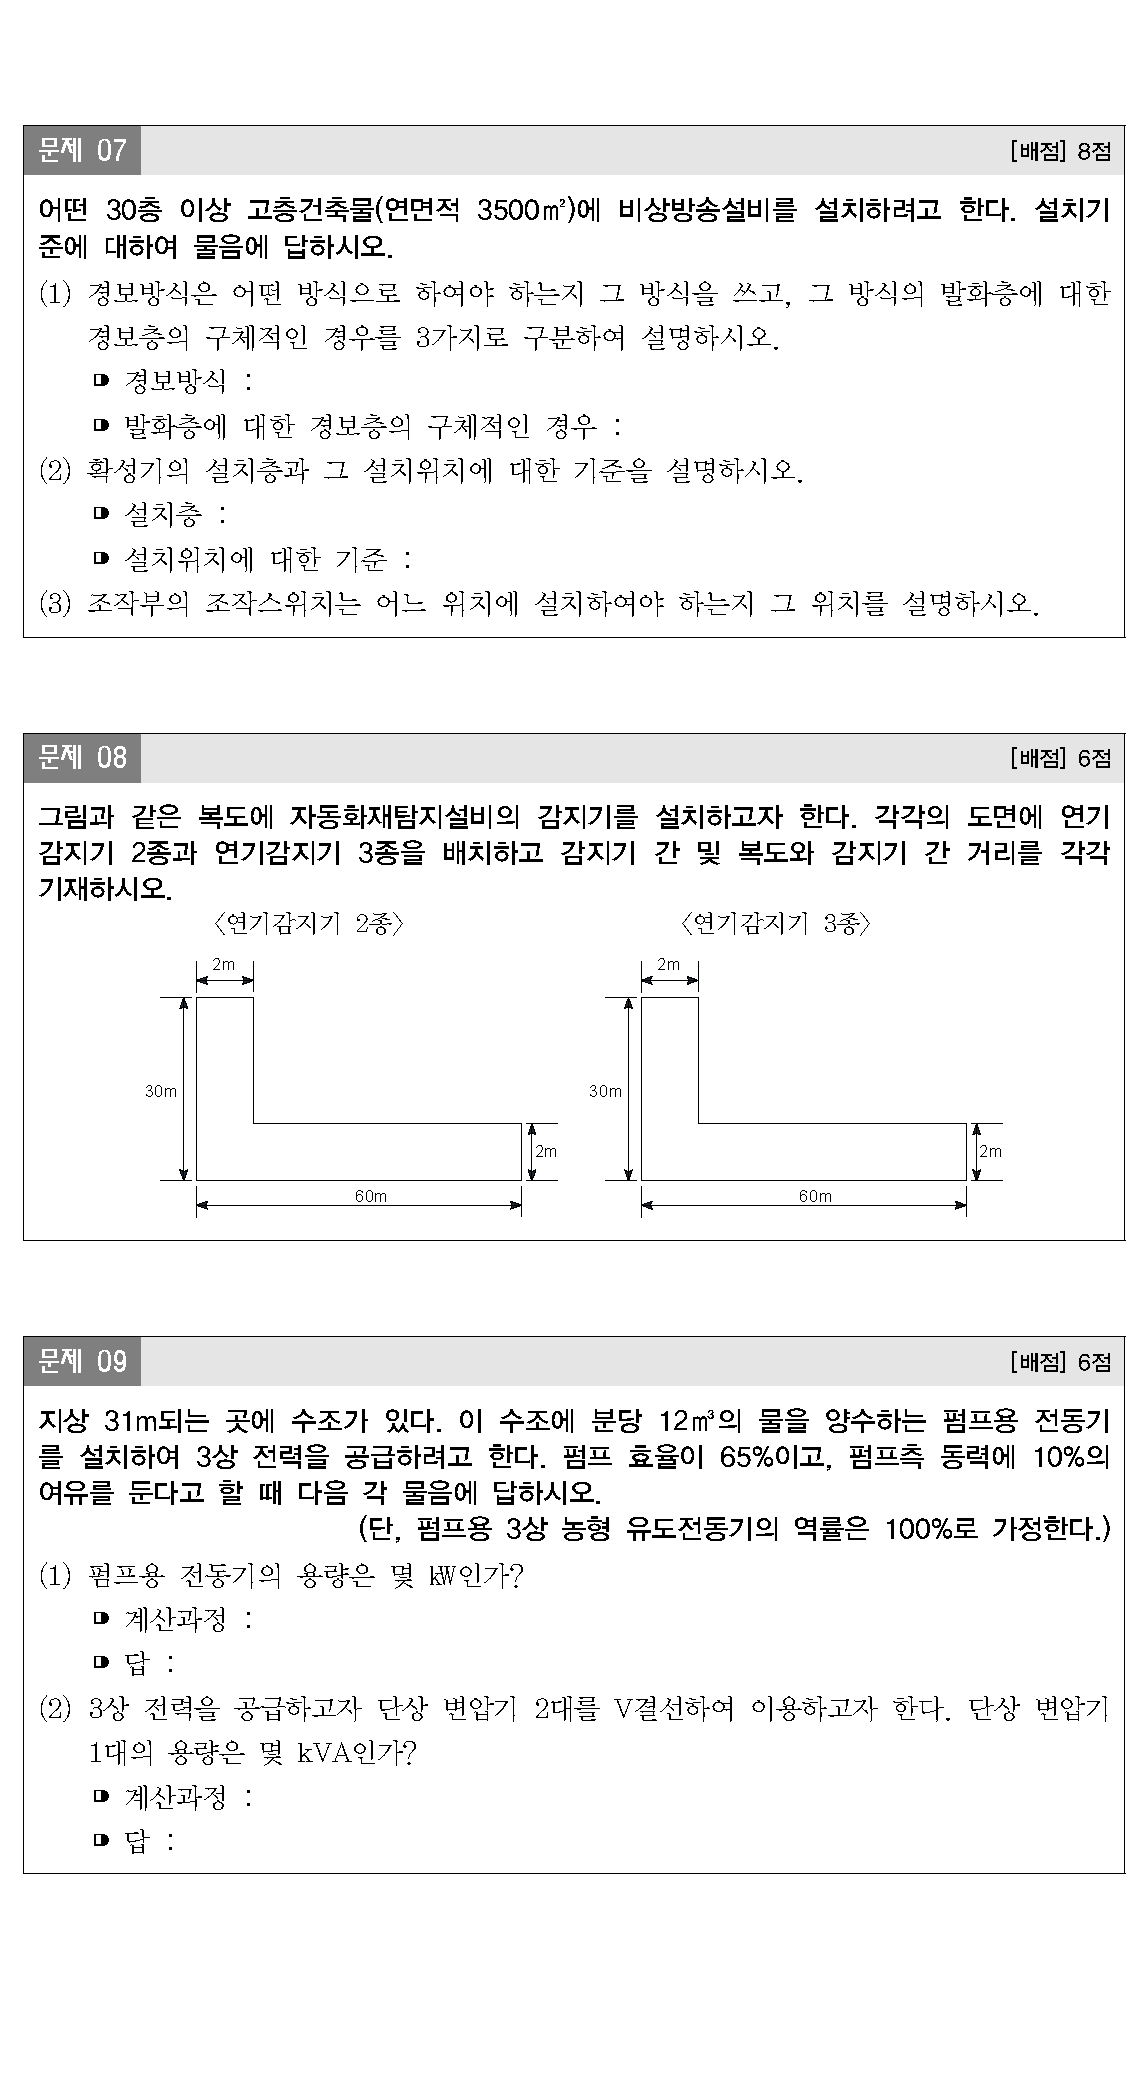 문제 07 [배점] 8점
어떤 30층 이상 고층건축물(연면적 3500㎡)에 비상방송설비를 설치하려고 한다. 설치기
준에 대하여 물음에 답하시오.
(1) 경보방식은 어떤 방식으로 하여야 하는지 그 방식을 쓰고, 그 방식의 발화층에 대한
경보층의 구체적인 경우를 3가지로 구분하여 설명하시오.
경보방식 :
발화층에 대한 경보층의 구체적인 경우 :
(2) 확성기의 설치층과 그 설치위치에 대한 기준을 설명하시오.
설치층 :
설치위치에 대한 기준 :
(3) 조작부의 조작스위치는 어느 위치에 설치하여야 하는지 그 위치를 설명하시오.
문제 08 [배점] 6점
그림과 같은 복도에 자동화재탐지설비의 감지기를 설치하고자 한다. 각각의 도면에 연기
감지기 2종과 연기감지기 3종을 배치하고 감지기 간 및 복도와 감지기 간 거리를 각각
기재하시오.
〈연기감지기 2종〉 〈연기감지기 3종〉
2m 2m
30m 30m
2m 2m
60m 60m
문제 09 [배점] 6점
지상 31m되는 곳에 수조가 있다. 이 수조에 분당 12㎥의 물을 양수하는 펌프용 전동기
를 설치하여 3상 전력을 공급하려고 한다. 펌프 효율이 65%이고, 펌프측 동력에 10%의
여유를 둔다고 할 때 다음 각 물음에 답하시오.
(단, 펌프용 3상 농형 유도전동기의 역률은 100%로 가정한다.)
(1) 펌프용 전동기의 용량은 몇 ㎾인가?
계산과정 :
답 :
(2) 3상 전력을 공급하고자 단상 변압기 2대를 V결선하여 이용하고자 한다. 단상 변압기
1대의 용량은 몇 kVA인가?
계산과정 :
답 :